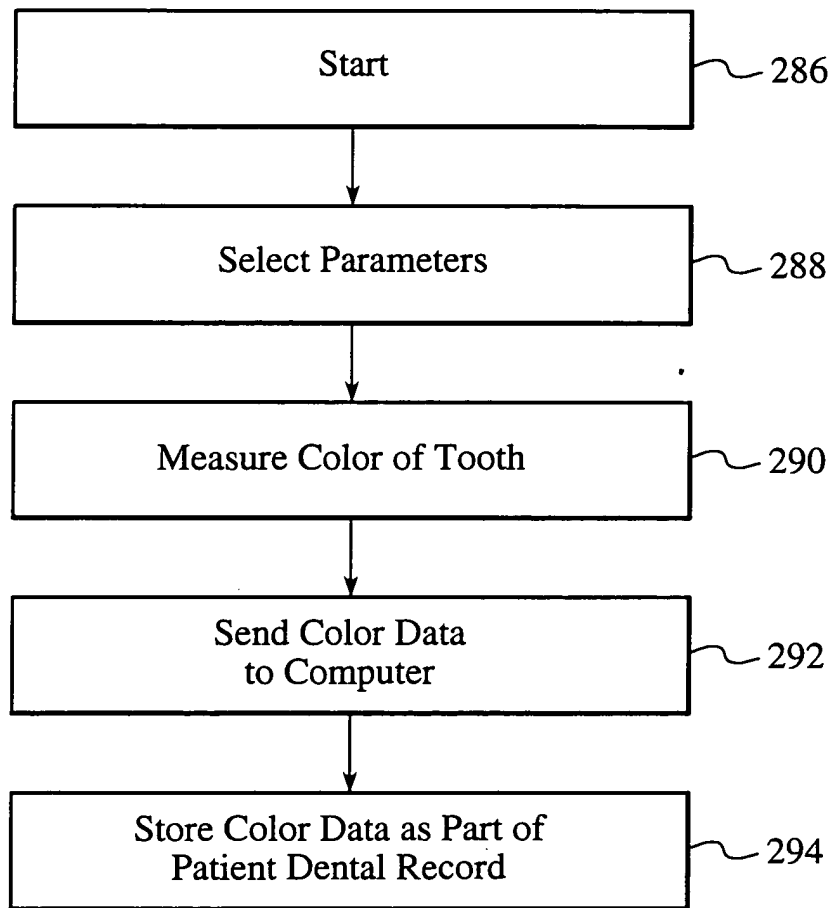 Start
286
Select Parameters
288
Measure Color of Tooth
290
Send Color Data
to Computer
292
Store Color Data as Part of
Patient Dental Record
294